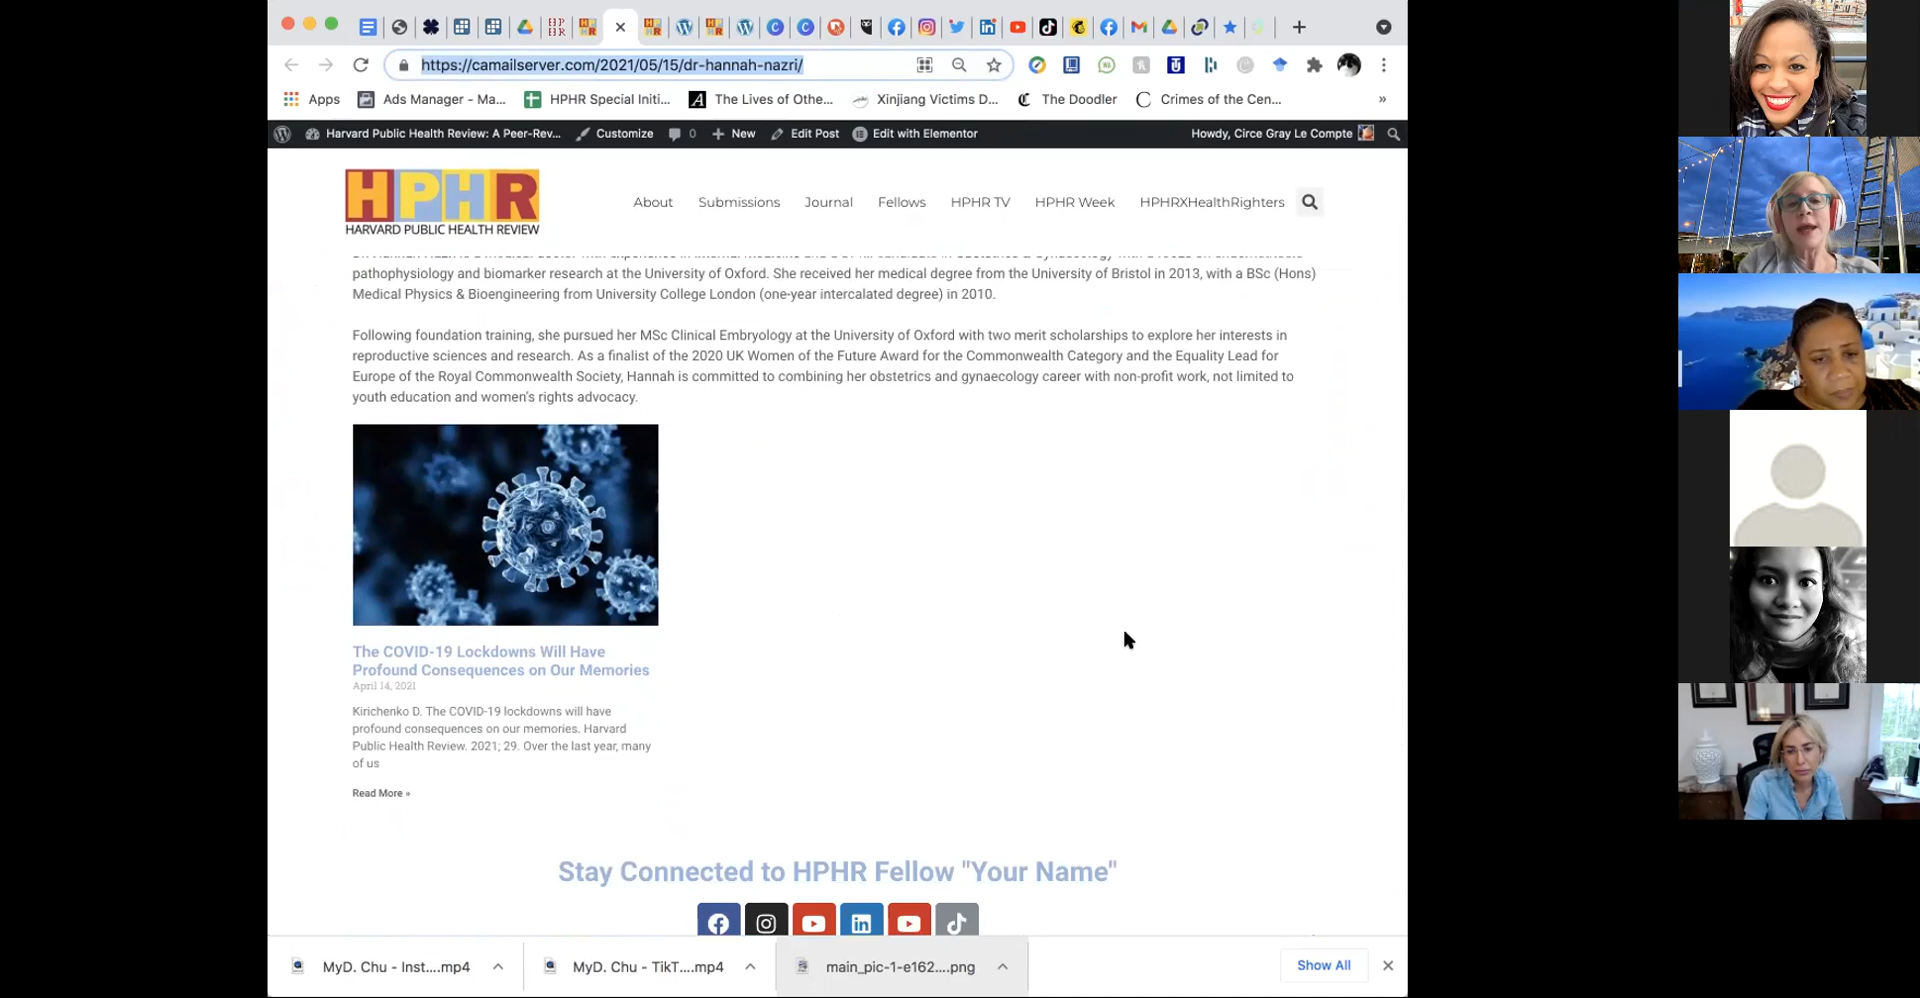 https://camailserver.com/2021/05/15/dr-hannah-nazri/
Apps
Ads Manager - Ma...
HPHR Special Initi...
The Lives of Othe...
Xinjiang Victims D...
The Doodler
Crimes of the Cen...
»
Harvard Public Health Review: A Peer-Rev...
Customize
0
New
Edit Post
Edit with Elementor
Howdy, Circe Gray Le Compte
HPHR
HARVARD PUBLIC HEALTH REVIEW
About
Submissions
Journal
Fellows
HPHR TV
HPHR Week
HPHRXHealthRighters
pathophysiology and biomarker research at the University of Oxford. She received her medical degree from the University of Bristol in 2013, with a BSc (Hons)
Medical Physics & Bioengineering from University College London (one-year intercalated degree) in 2010.
Following foundation training, she pursued her MSc Clinical Embryology at the University of Oxford with two merit scholarships to explore her interests in
reproductive sciences and research. As a finalist of the 2020 UK Women of the Future Award for the Commonwealth Category and the Equality Lead for
Europe of the Royal Commonwealth Society, Hannah is committed to combining her obstetrics and gynaecology career with non-profit work, not limited to
youth education and women's rights advocacy.
The COVID-19 Lockdowns Will Have
Profound Consequences on Our Memories
April 14, 2021
Kirichenko D. The COVID-19 lockdowns will have
profound consequences on our memories. Harvard
Public Health Review. 2021; 29. Over the last year, many
of us
Read More »
Stay Connected to HPHR Fellow "Your Name"
MyD. Chu - Inst....mp4
MyD. Chu - TikT....mp4
main_pic-1-e162....png
Show All